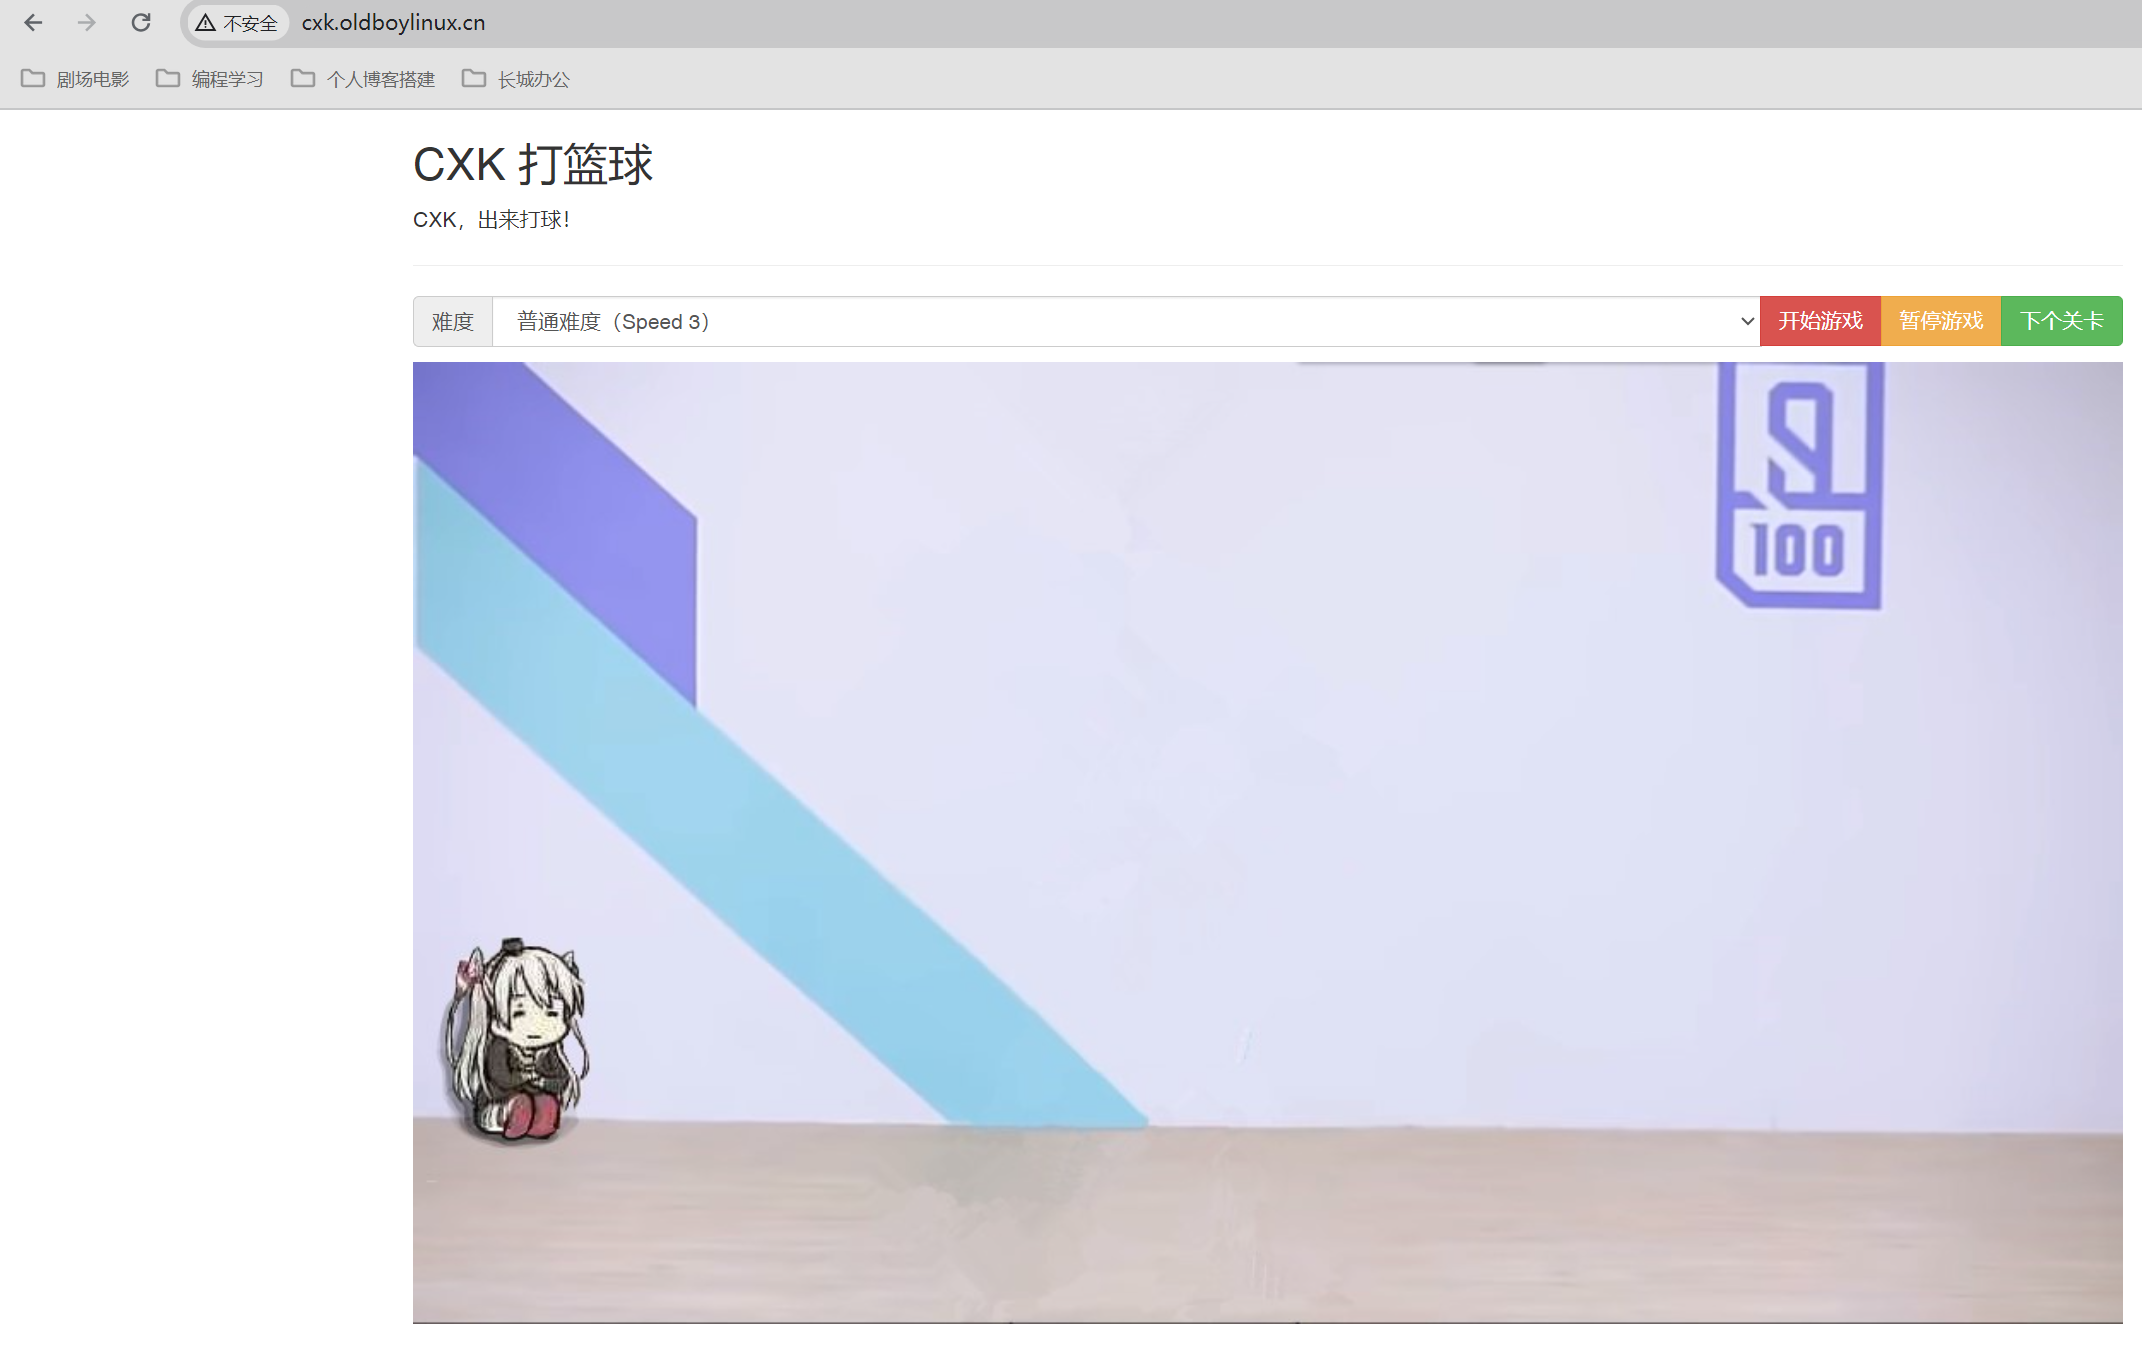 不安全 cxk.oldboylinux.cn
剧场电影 编程学习 个人博客搭建 长城办公
CXK 打篮球
CXK，出来打球！
难度 普通难度（Speed 3） 开始游戏 暂停游戏 下个关卡
100